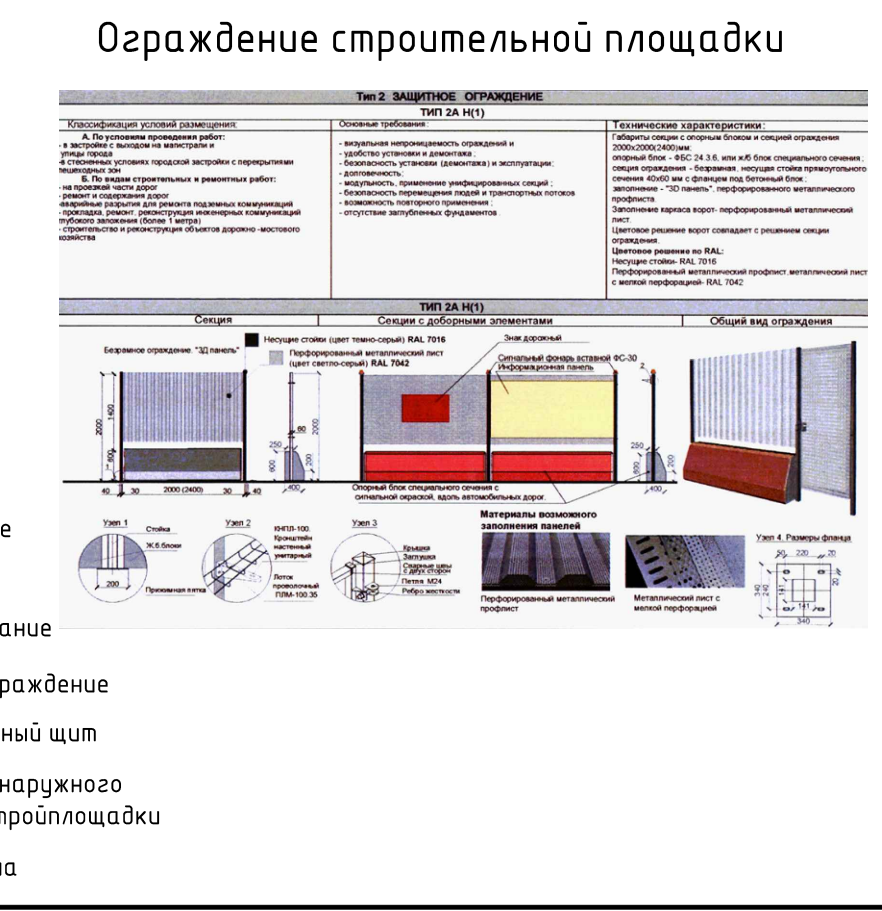 Ограждение строительной площадки
Тип 2 ЗАЩИТНОЕ ОГРАЖДЕНИЕ
ТИП 2А Н(1)
Классификация условий размещения:
А. По условиям проведения работ:
- в застройке с выходом на магистрали и
улицы города
-в стесненных условиях городской застройки с перекрытиями
пешеходных зон
Б. По видам строительных и ремонтных работ:
- на проезжей части дорог
- ремонт и содержания дорог
-аварийные разрытия для ремонта подземных коммуникаций
- прокладка, ремонт, реконструкция инженерных коммуникаций
глубокого заложения (более 1 метра)
- строительство и реконструкция объектов дорожно -мостового
хозяйства
Основные требования:
- визуальная непроницаемость ограждений и
- удобство установки и демонтажа;
- безопасность установки (демонтажа) и эксплуатации;
- долговечность;
- модульность, применение унифицированных секций;
- безопасность перемещения людей и транспортных потоков
- возможность повторного применения;
- отсутствие заглубленных фундаментов
Технические характеристики:
Габариты секции с опорным блоком и секцией ограждения
2000х2000(2400)мм:
опорный блок - ФБС 24.3.6, или ж/б блок специального сечения;
секция ограждения - безрамная, несущая стойка прямоугольного
сечения 40х60 мм с фланцем под бетонный блок;
заполнение - "3D панель", перфорированного металлического
профлиста.
Заполнение каркаса ворот- перфорированный металлический
лист.
Цветовое решение ворот совпадает с решением секции
ограждения.
Цветовое решение по RAL:
Несущие стойки- RAL 7016
Перфорированный металлический профлист, металлический лист
с мелкой перфорацией- RAL 7042
ТИП 2А Н(1)
Секция
Секции с доборными элементами
Общий вид ограждения
Несущие стойки (цвет темно-серый) RAL 7016
Безрамное ограждение. "3Д панель"
Перфорированный металлический лист
(цвет светло-серый) RAL 7042
Знак дорожный
Сигнальный фонарь вставной ФС-30
Информационная панель
2000
1400
600
40
30
2000 (2400)
30
40
2000
60
250
600
200
400
2
250
600
200
400
Опорный блок специального сечения с
сигнальной окраской, вдоль автомобильных дорог.
Узел 1
Стойка
Ж.б блоки
200
Прижимная пятка
Узел 2
КНПЛ-100.
Кронштейн
настенный
унитарный
Лоток
проволочный
ПЛМ-100.35
Узел 3
Крышка
Заглушка
Сварные швы
с двух сторон
Петля М24
Ребро жесткости
Материалы возможного
заполнения панелей
Перфорированный металлический
профлист
Металлический лист с
мелкой перфорацией
Узел 4. Размеры фланца
50
220
20
20
340
240
141
141
340
е
ание
раждение
ный щит
наружного
тройплощадки
на